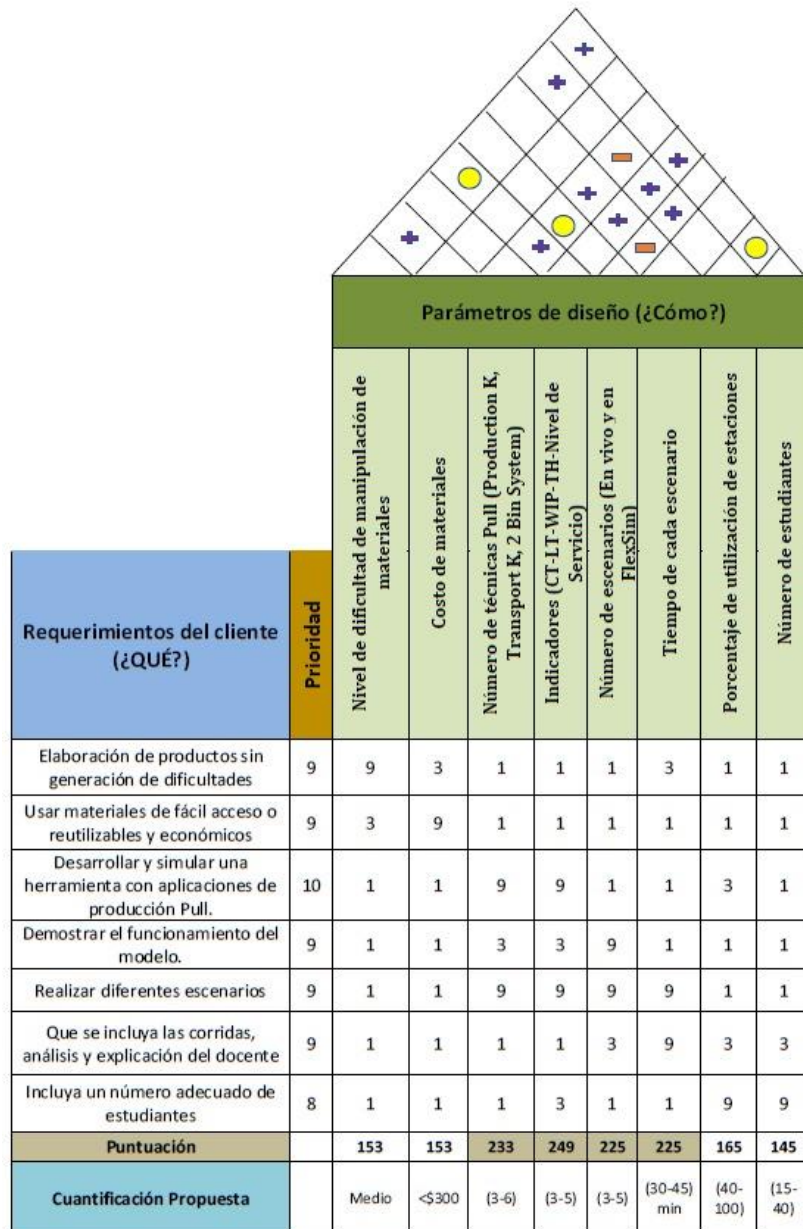 Parámetros de diseño (¿Cómo?)
Requerimientos del cliente
(¿QUÉ?)
Prioridad
Nivel de dificultad de manipulación de
materiales
Costo de materiales
Número de técnicas Pull (Production K,
Transport K, 2 Bin System)
Indicadores (CT-LT-WIP-TH-Nivel de
Servicio)
Número de escenarios (En vivo y en
FlexSim)
Tiempo de cada escenario
Porcentaje de utilización de estaciones
Número de estudiantes
Elaboración de productos sin
generación de dificultades
9 9 3 1 1 1 3 1 1
Usar materiales de fácil acceso o
reutilizables y económicos
9 3 9 1 1 1 1 1 1
Desarrollar y simular una
herramienta con aplicaciones de
producción Pull.
10 1 1 9 9 1 1 3 1
Demostrar el funcionamiento del
modelo.
9 1 1 3 3 9 1 1 1
Realizar diferentes escenarios 9 1 1 9 9 9 9 1 1
Que se incluya las corridas,
análisis y explicación del docente
9 1 1 1 1 3 9 3 3
Incluya un número adecuado de
estudiantes
8 1 1 1 3 1 1 9 9
Puntuación 153 153 233 249 225 225 165 145
Cuantificación Propuesta Medio <$300 (3-6) (3-5) (3-5) (30-45)
min
(40-
100)
(15-
40)